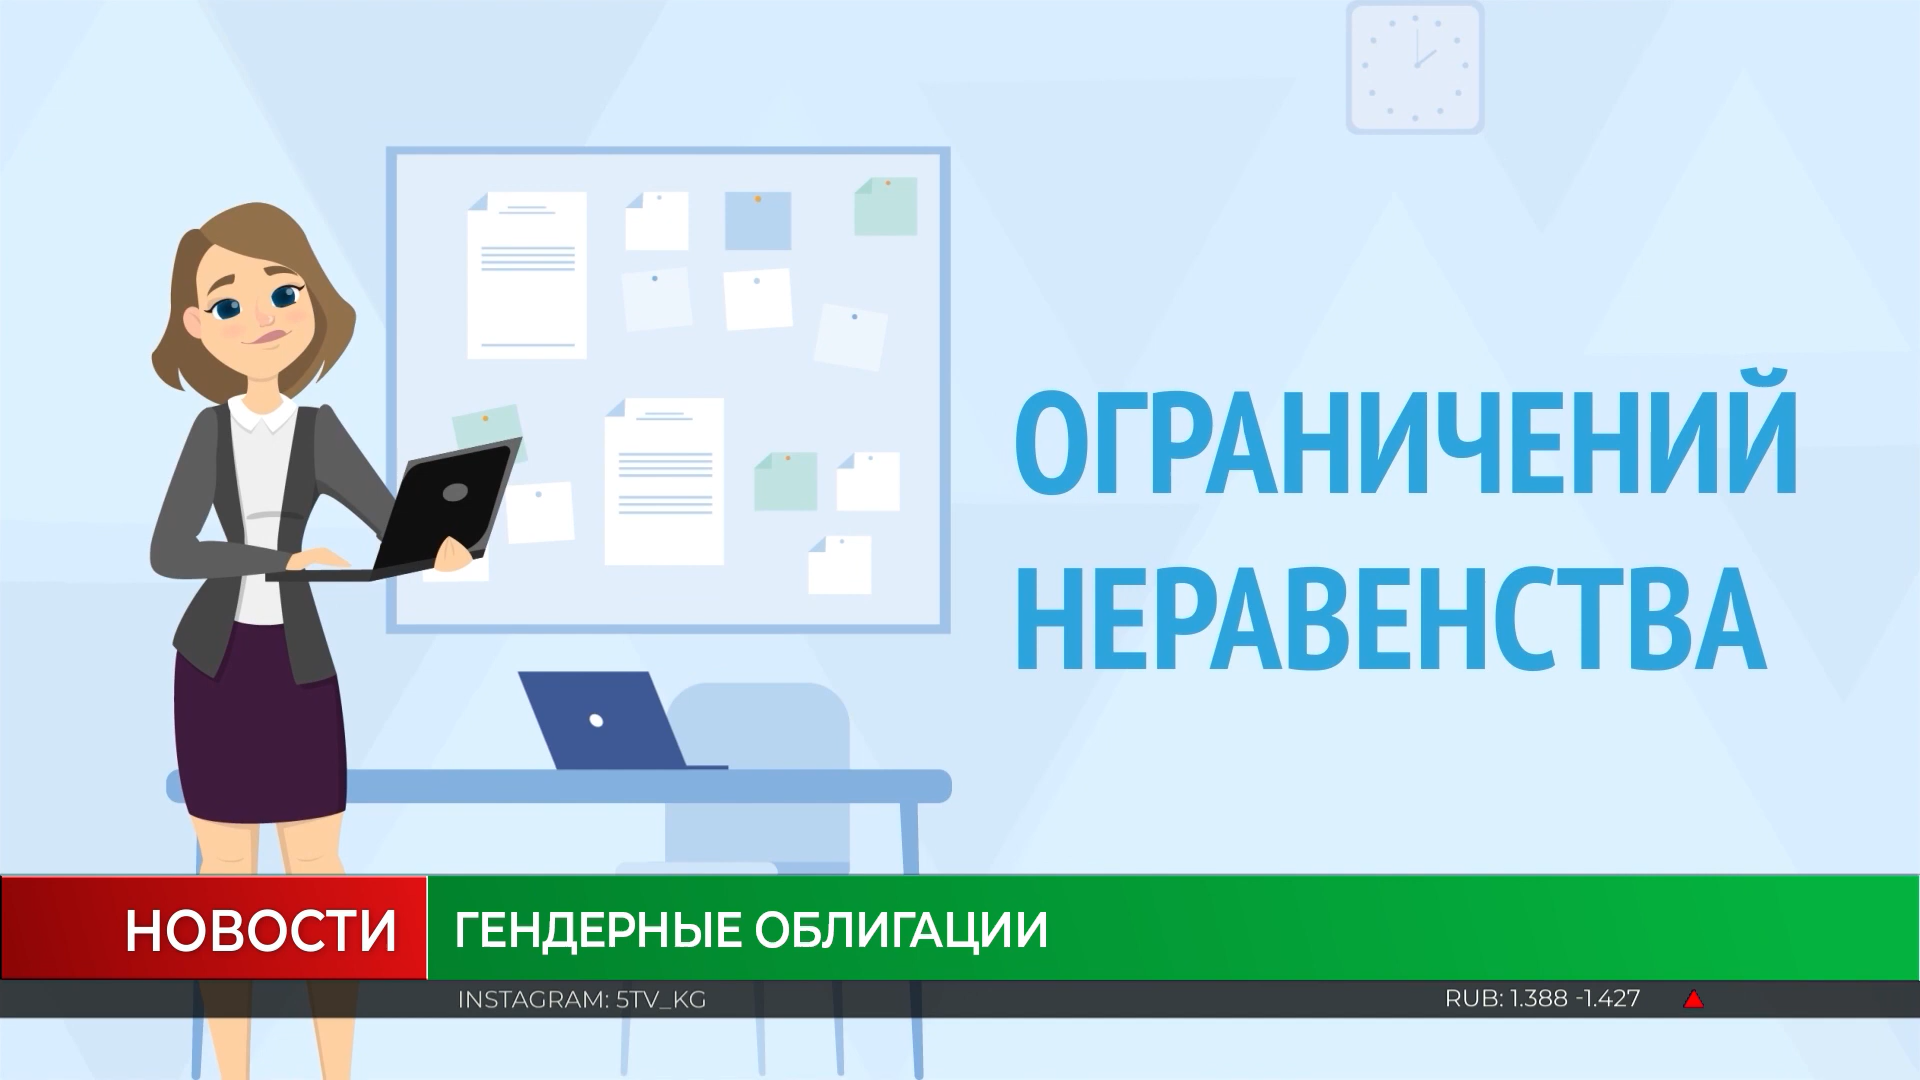 ОГРАНИЧЕНИЙ
НЕРАВЕНСТВА
НОВОСТИ
ГЕНДЕРНЫЕ ОБЛИГАЦИИ
INSTAGRAM: 5TV_KG
RUB: 1.388 -1.427